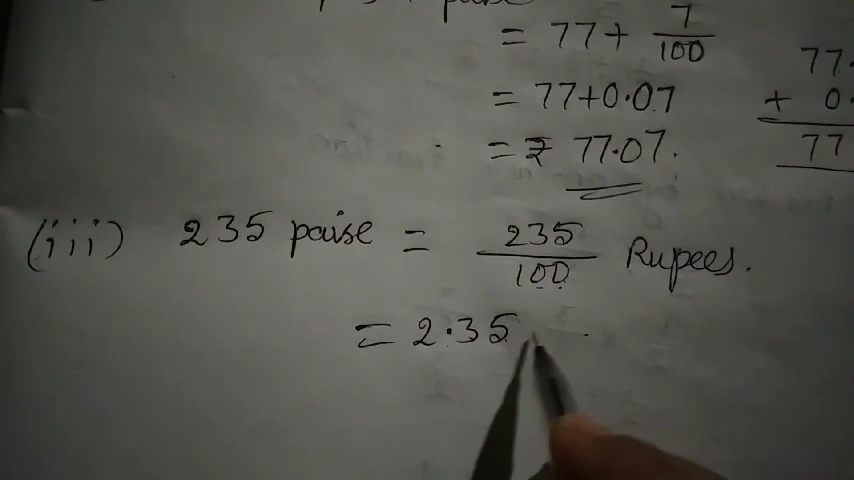 = 77 + 7/100
= 77+0.07
= ₹ 77.07.
77.
+ 0.
77
(iii) 235 paise = 235/100 Rupees.
= 2.35